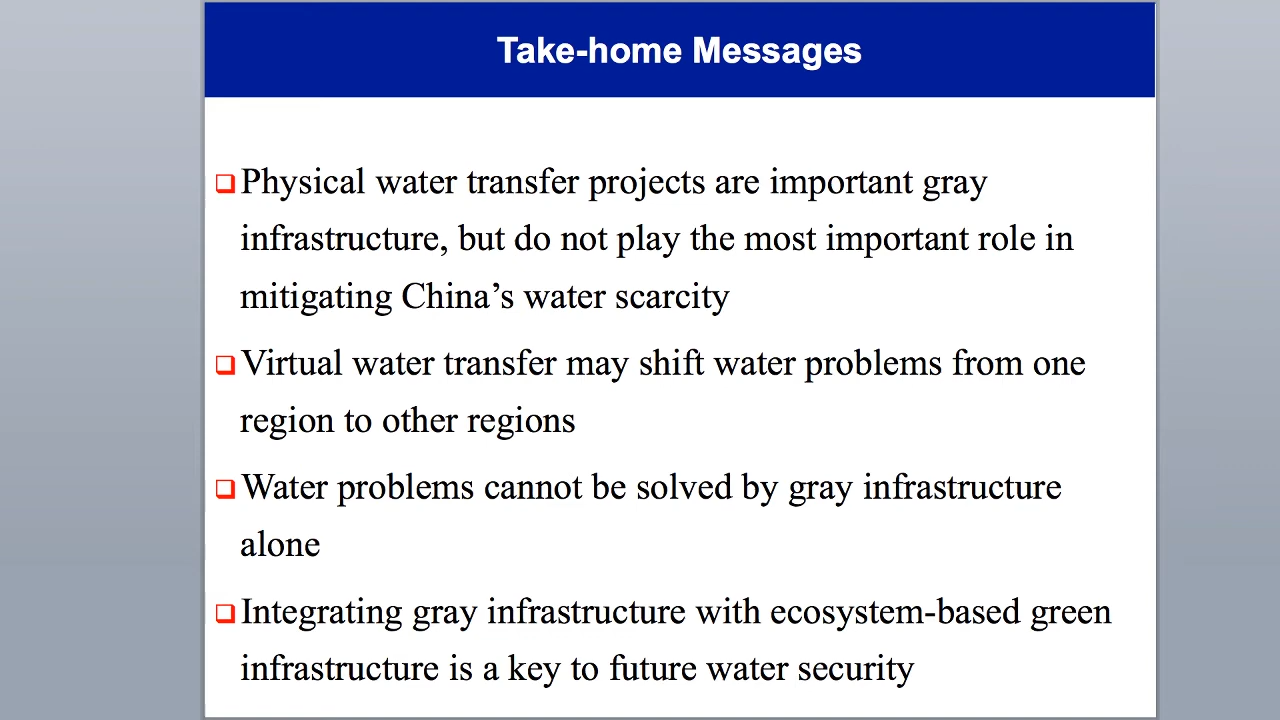 Take-home Messages
Physical water transfer projects are important gray
infrastructure, but do not play the most important role in
mitigating China’s water scarcity
Virtual water transfer may shift water problems from one
region to other regions
Water problems cannot be solved by gray infrastructure
alone
Integrating gray infrastructure with ecosystem-based green
infrastructure is a key to future water security